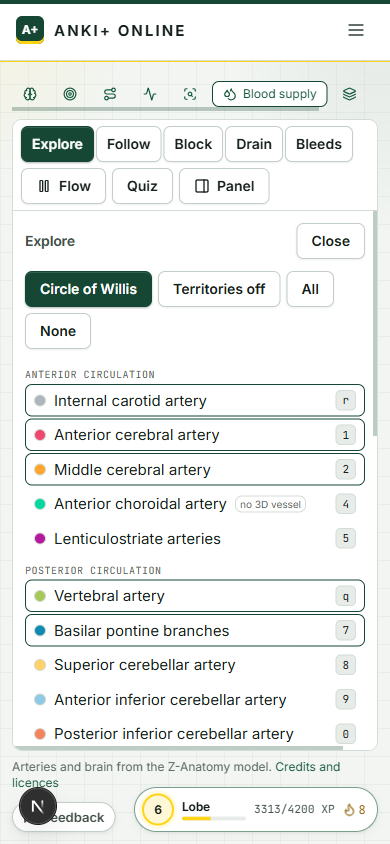 A+ ANKI+ ONLINE
Blood supply
Explore Follow Block Drain Bleeds
Flow Quiz Panel
Explore Close
Circle of Willis Territories off All
None
ANTERIOR CIRCULATION
Internal carotid artery r
Anterior cerebral artery 1
Middle cerebral artery 2
Anterior choroidal artery no 3D vessel 4
Lenticulostriate arteries 5
POSTERIOR CIRCULATION
Vertebral artery q
Basilar pontine branches 7
Superior cerebellar artery 8
Anterior inferior cerebellar artery 9
Posterior inferior cerebellar artery 0
Arteries and brain from the Z-Anatomy model. Credits and
licences
N eedback 6 Lobe 3313/4200 XP 8